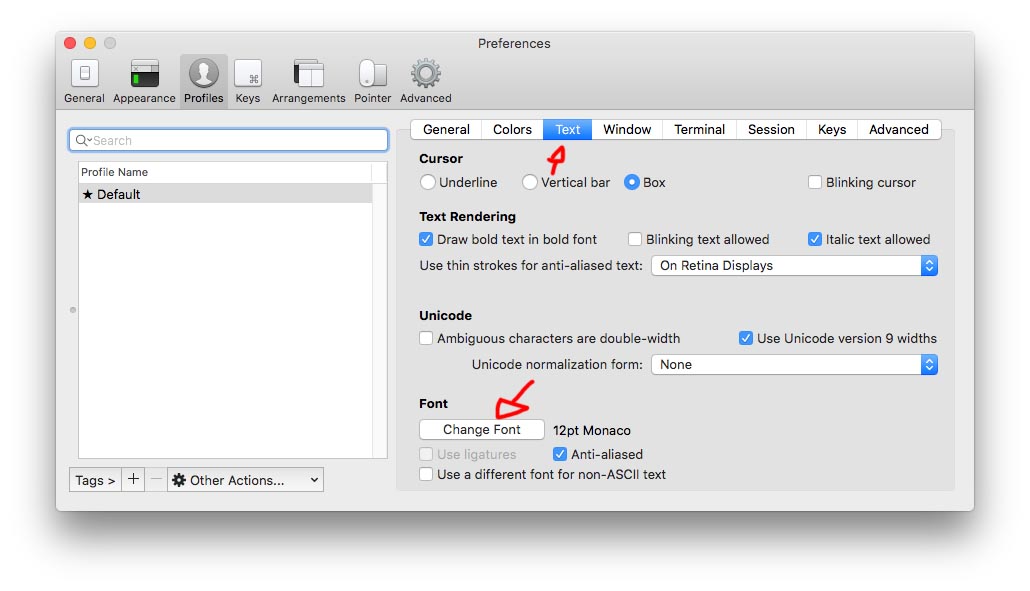 Preferences
General Appearance Profiles Keys Arrangements Pointer Advanced
Search
Profile Name
★ Default
Tags > + − Other Actions...
General Colors Text Window Terminal Session Keys Advanced
Cursor
Underline Vertical bar Box Blinking cursor
Text Rendering
Draw bold text in bold font Blinking text allowed Italic text allowed
Use thin strokes for anti-aliased text: On Retina Displays
Unicode
Ambiguous characters are double-width Use Unicode version 9 widths
Unicode normalization form: None
Font
Change Font 12pt Monaco
Use ligatures Anti-aliased
Use a different font for non-ASCII text